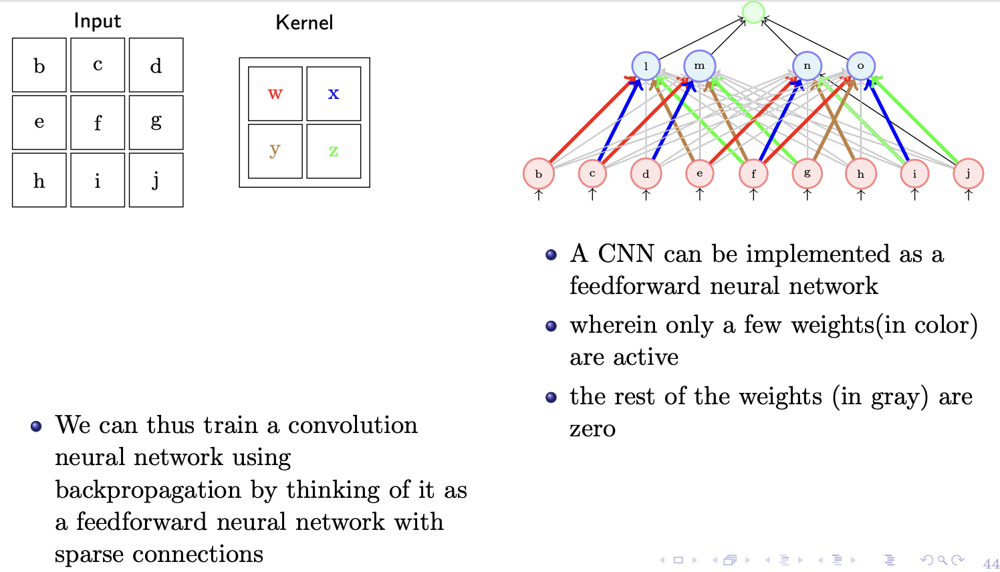 Input
b c d
e f g
h i j
Kernel
w x
y z
l m n o
b c d e f g h i j
A CNN can be implemented as a
feedforward neural network
wherein only a few weights(in color)
are active
the rest of the weights (in gray) are
zero
We can thus train a convolution
neural network using
backpropagation by thinking of it as
a feedforward neural network with
sparse connections
44